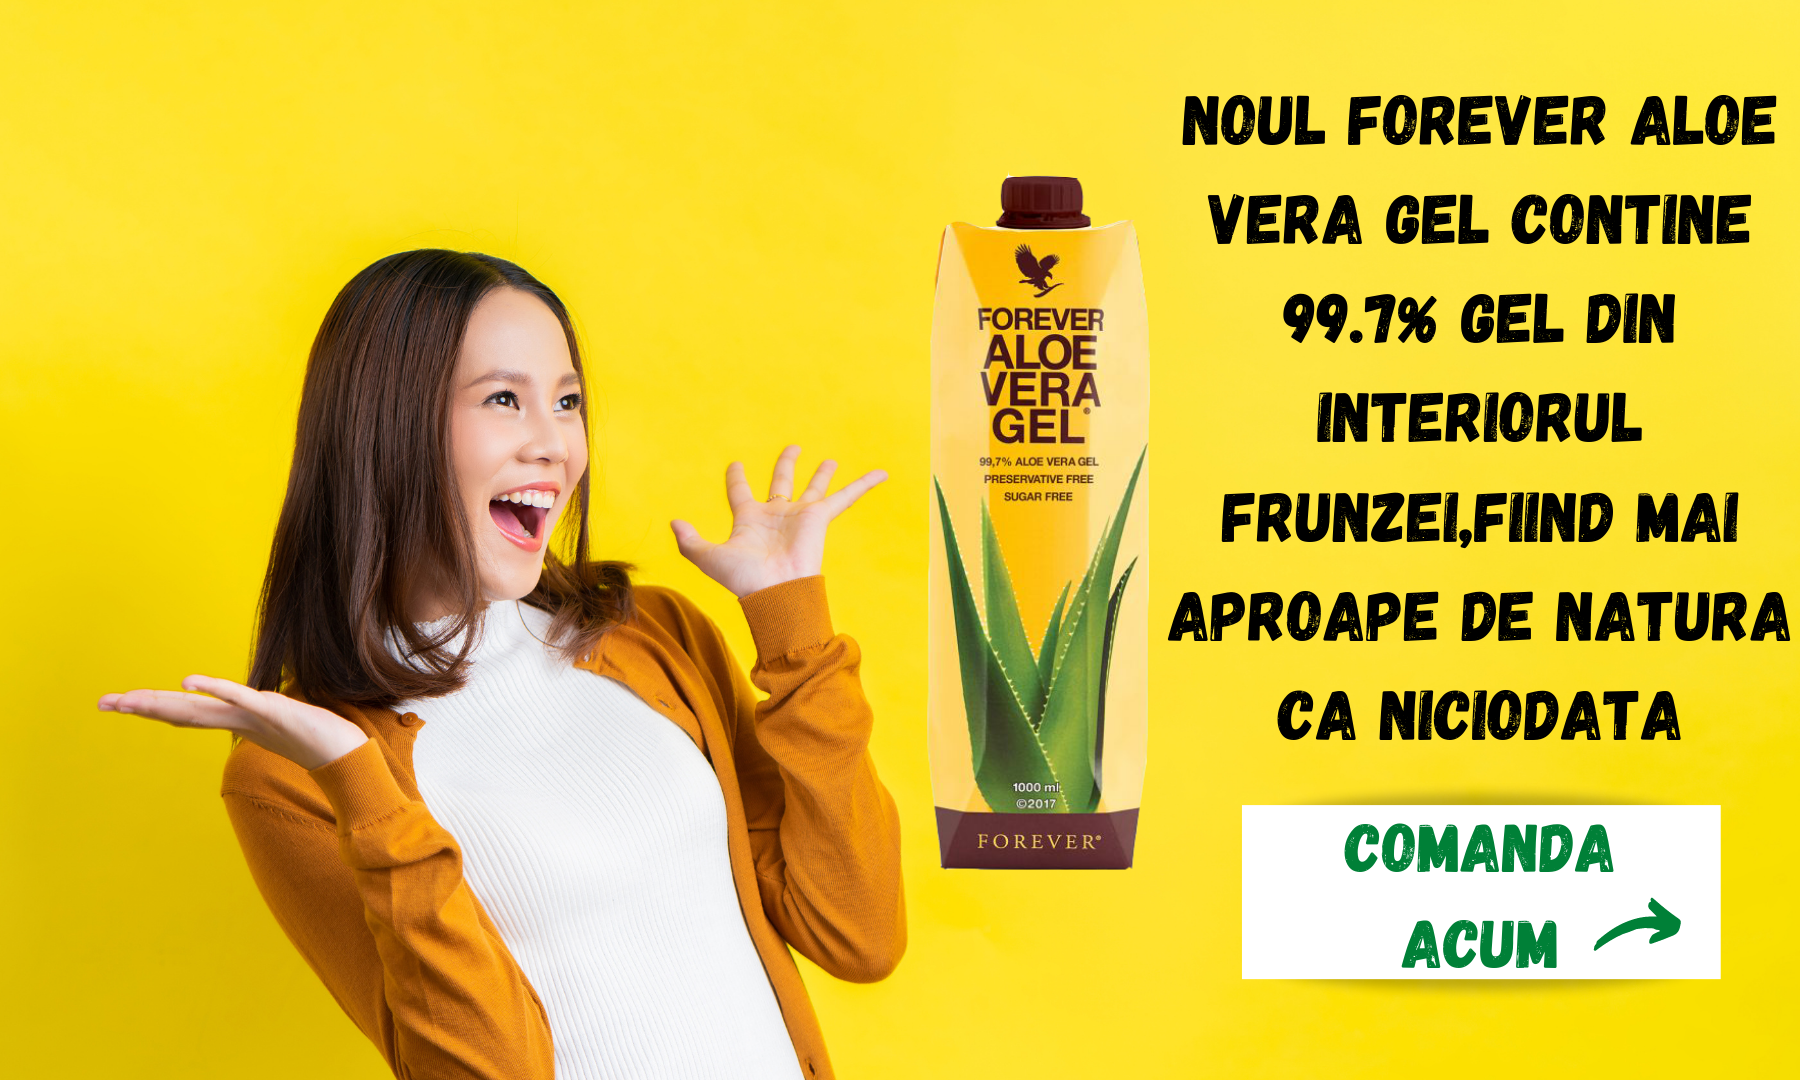 NOUL FOREVER ALOE
VERA GEL CONTINE
99.7% GEL DIN
INTERIORUL
FRUNZEI,FIIND MAI
APROAPE DE NATURA
CA NICIODATA
COMANDA
ACUM
FOREVER
ALOE
VERA
GEL®
99,7% ALOE VERA GEL
PRESERVATIVE FREE
SUGAR FREE
1000 ml
©2017
FOREVER®